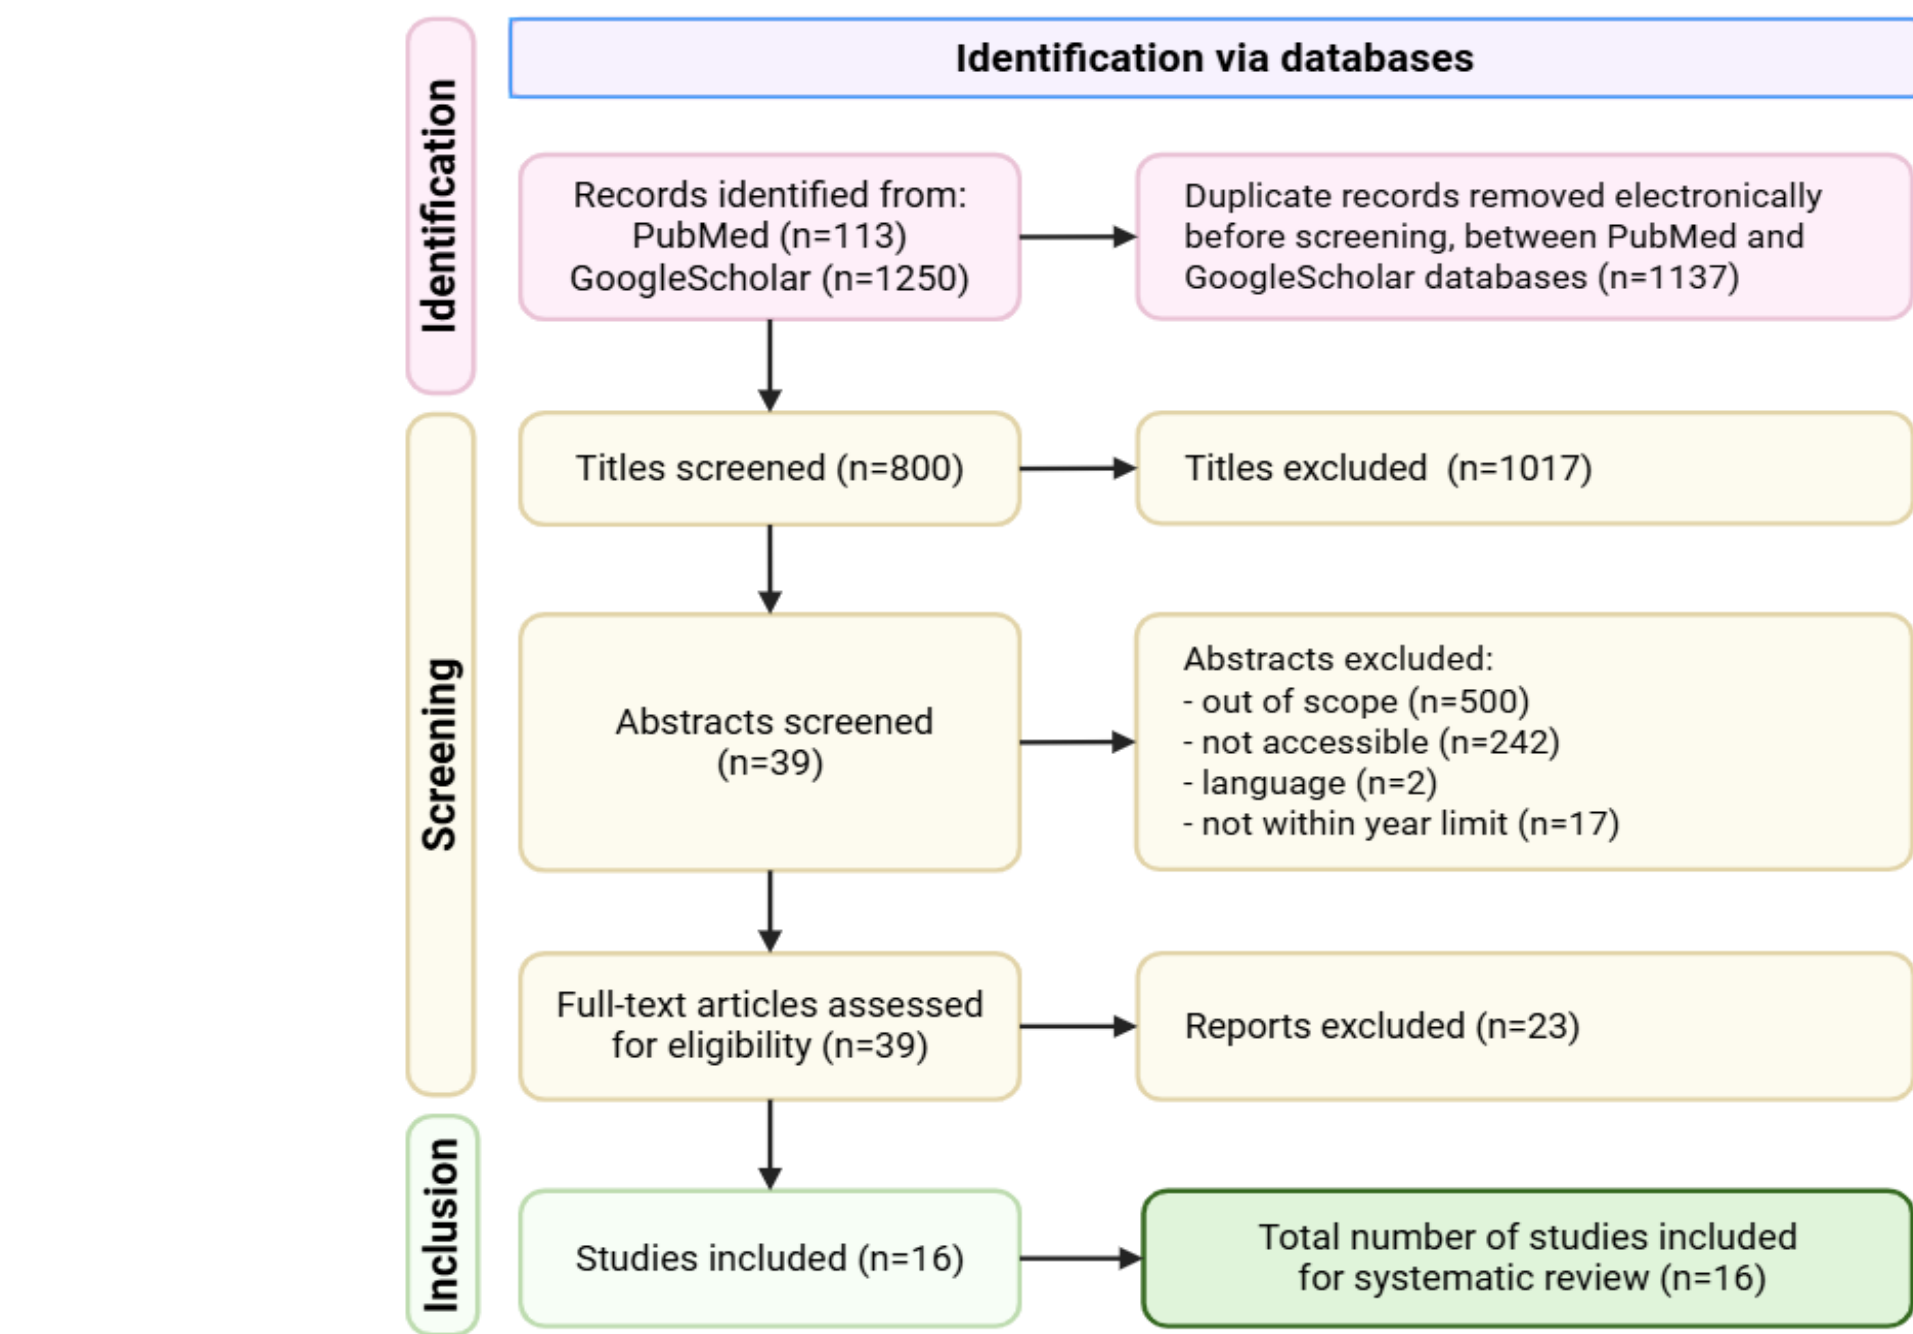 Identification via databases
Identification
Records identified from:
PubMed (n=113)
GoogleScholar (n=1250)
Duplicate records removed electronically
before screening, between PubMed and
GoogleScholar databases (n=1137)
Screening
Titles screened (n=800)
Titles excluded  (n=1017)
Abstracts screened
(n=39)
Abstracts excluded:
- out of scope (n=500)
- not accessible (n=242)
- language (n=2)
- not within year limit (n=17)
Full-text articles assessed
for eligibility (n=39)
Reports excluded (n=23)
Inclusion
Studies included (n=16)
Total number of studies included
for systematic review (n=16)